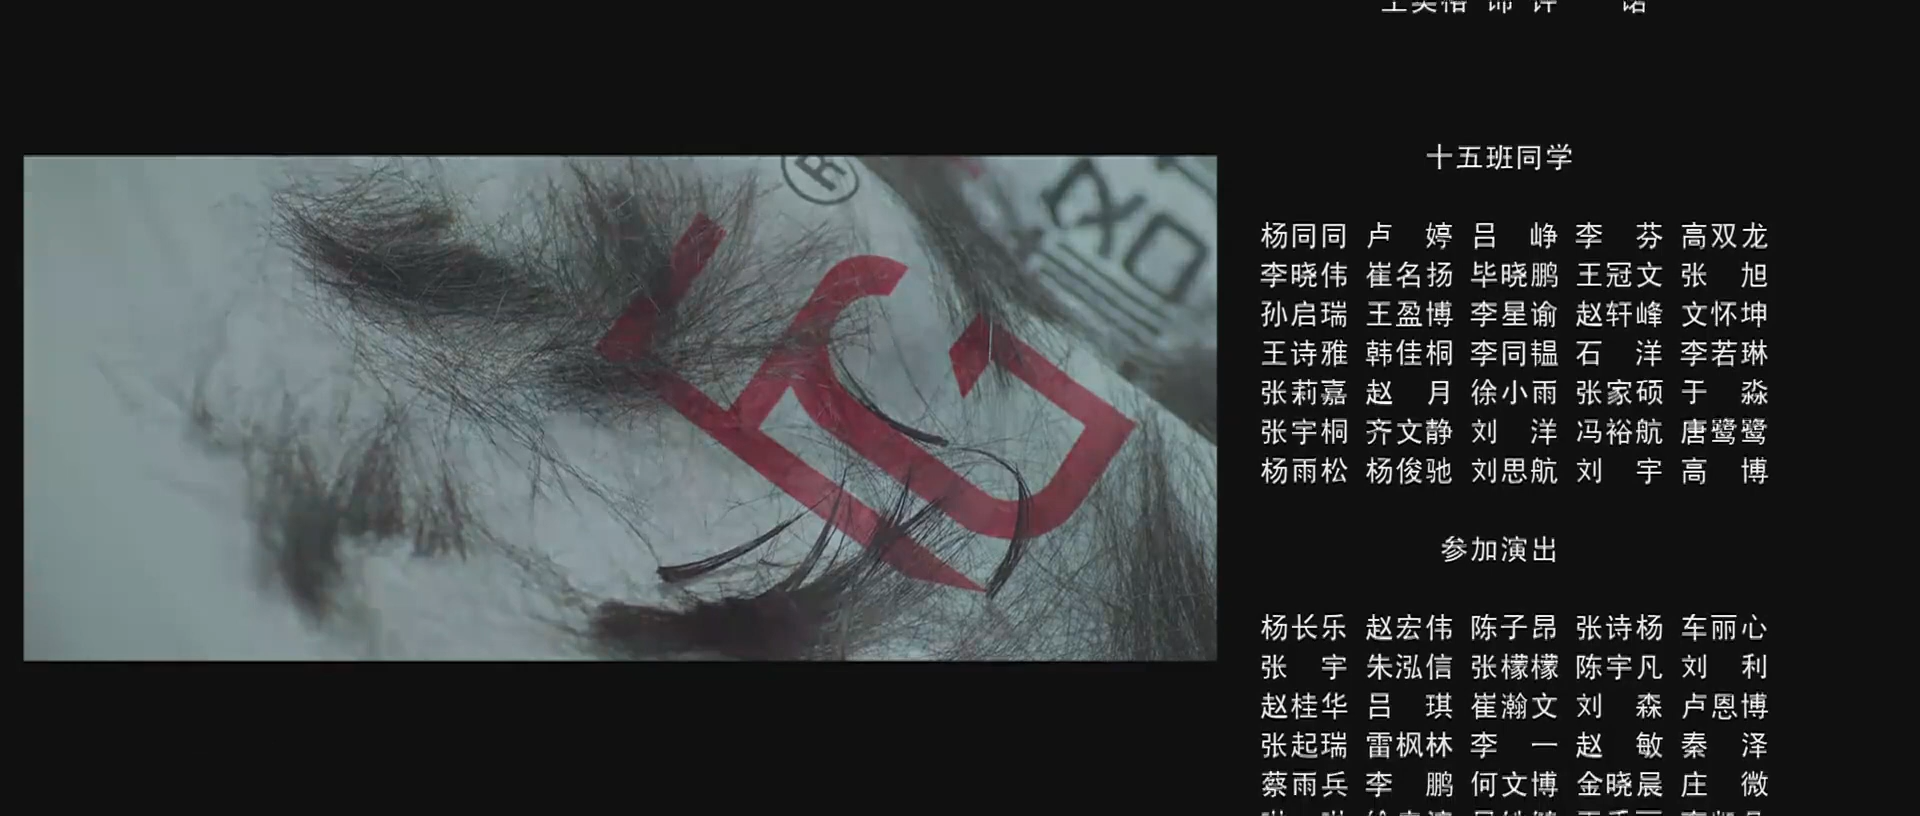 十五班同学
杨同同 卢婷 吕峥 李芬 高双龙
李晓伟 崔名扬 毕晓鹏 王冠文 张旭
孙启瑞 王盈博 李星谕 赵轩峰 文怀坤
王诗雅 韩佳桐 李同韫 石洋 李若琳
张莉嘉 赵月 徐小雨 张家硕 于淼
张宇桐 齐文静 刘洋 冯裕航 唐鹭鹭
杨雨松 杨俊驰 刘思航 刘宇 高博
参加演出
杨长乐 赵宏伟 陈子昂 张诗杨 车丽心
张宇 朱泓信 张檬檬 陈宇凡 刘利
赵桂华 吕琪 崔瀚文 刘森 卢恩博
张起瑞 雷枫林 李一 赵敏 秦泽
蔡雨兵 李鹏 何文博 金晓晨 庄微
®